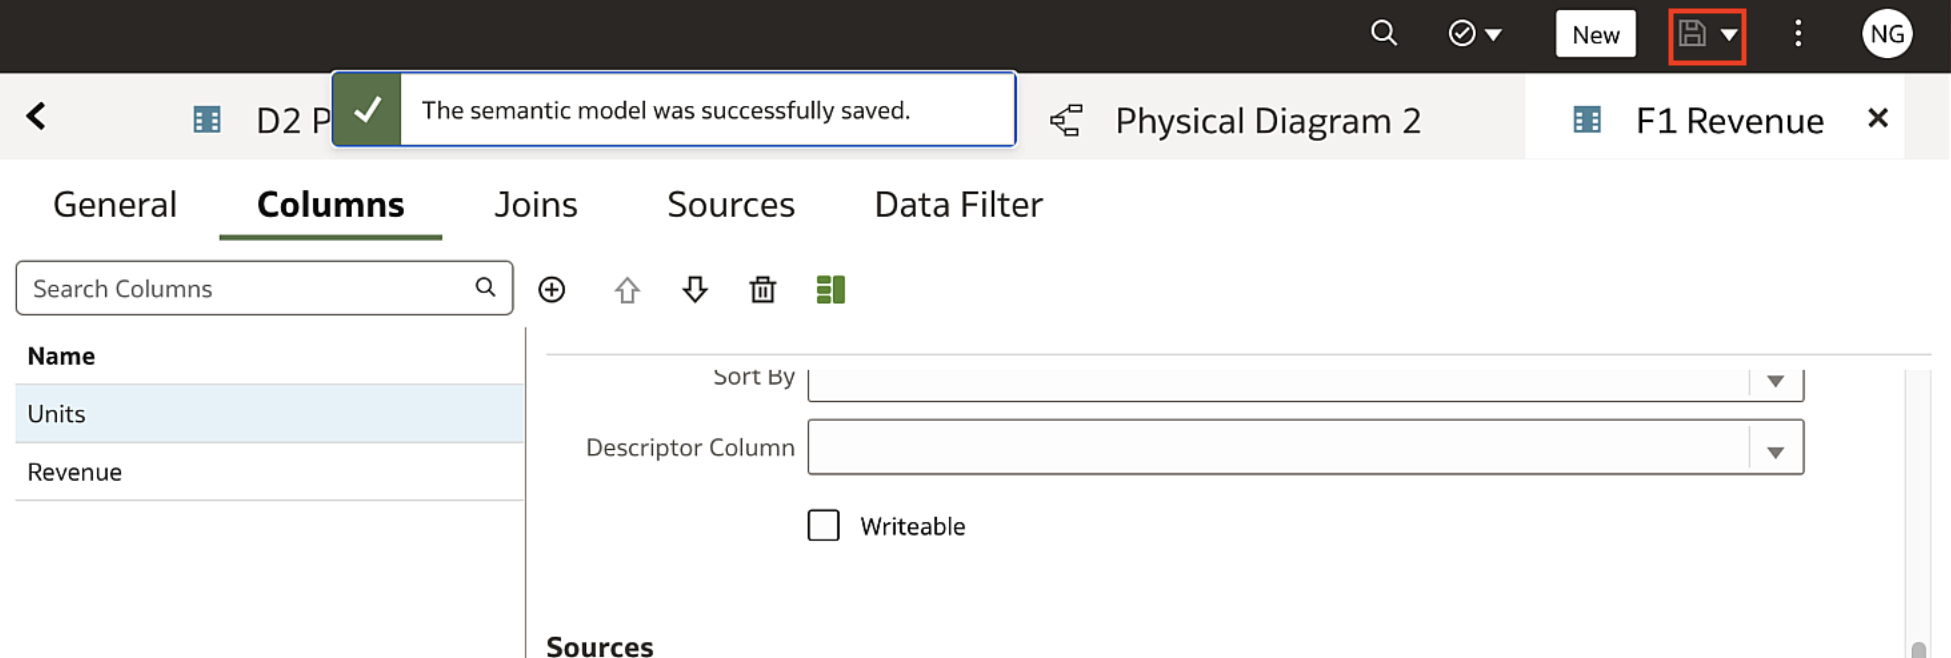 New
NG
D2 P
The semantic model was successfully saved.
Physical Diagram 2
F1 Revenue
General
Columns
Joins
Sources
Data Filter
Search Columns
Name
Units
Revenue
Sort By
Descriptor Column
Writeable
Sources